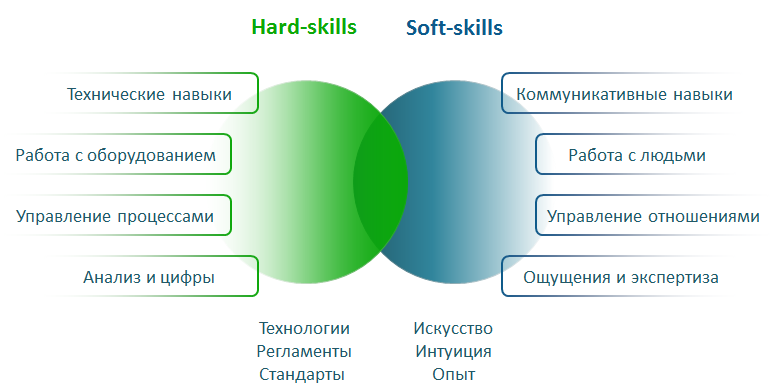 Hard-skills
Soft-skills
Технические навыки
Коммуникативные навыки
Работа с оборудованием
Работа с людьми
Управление процессами
Управление отношениями
Анализ и цифры
Ощущения и экспертиза
Технологии
Регламенты
Стандарты
Искусство
Интуиция
Опыт